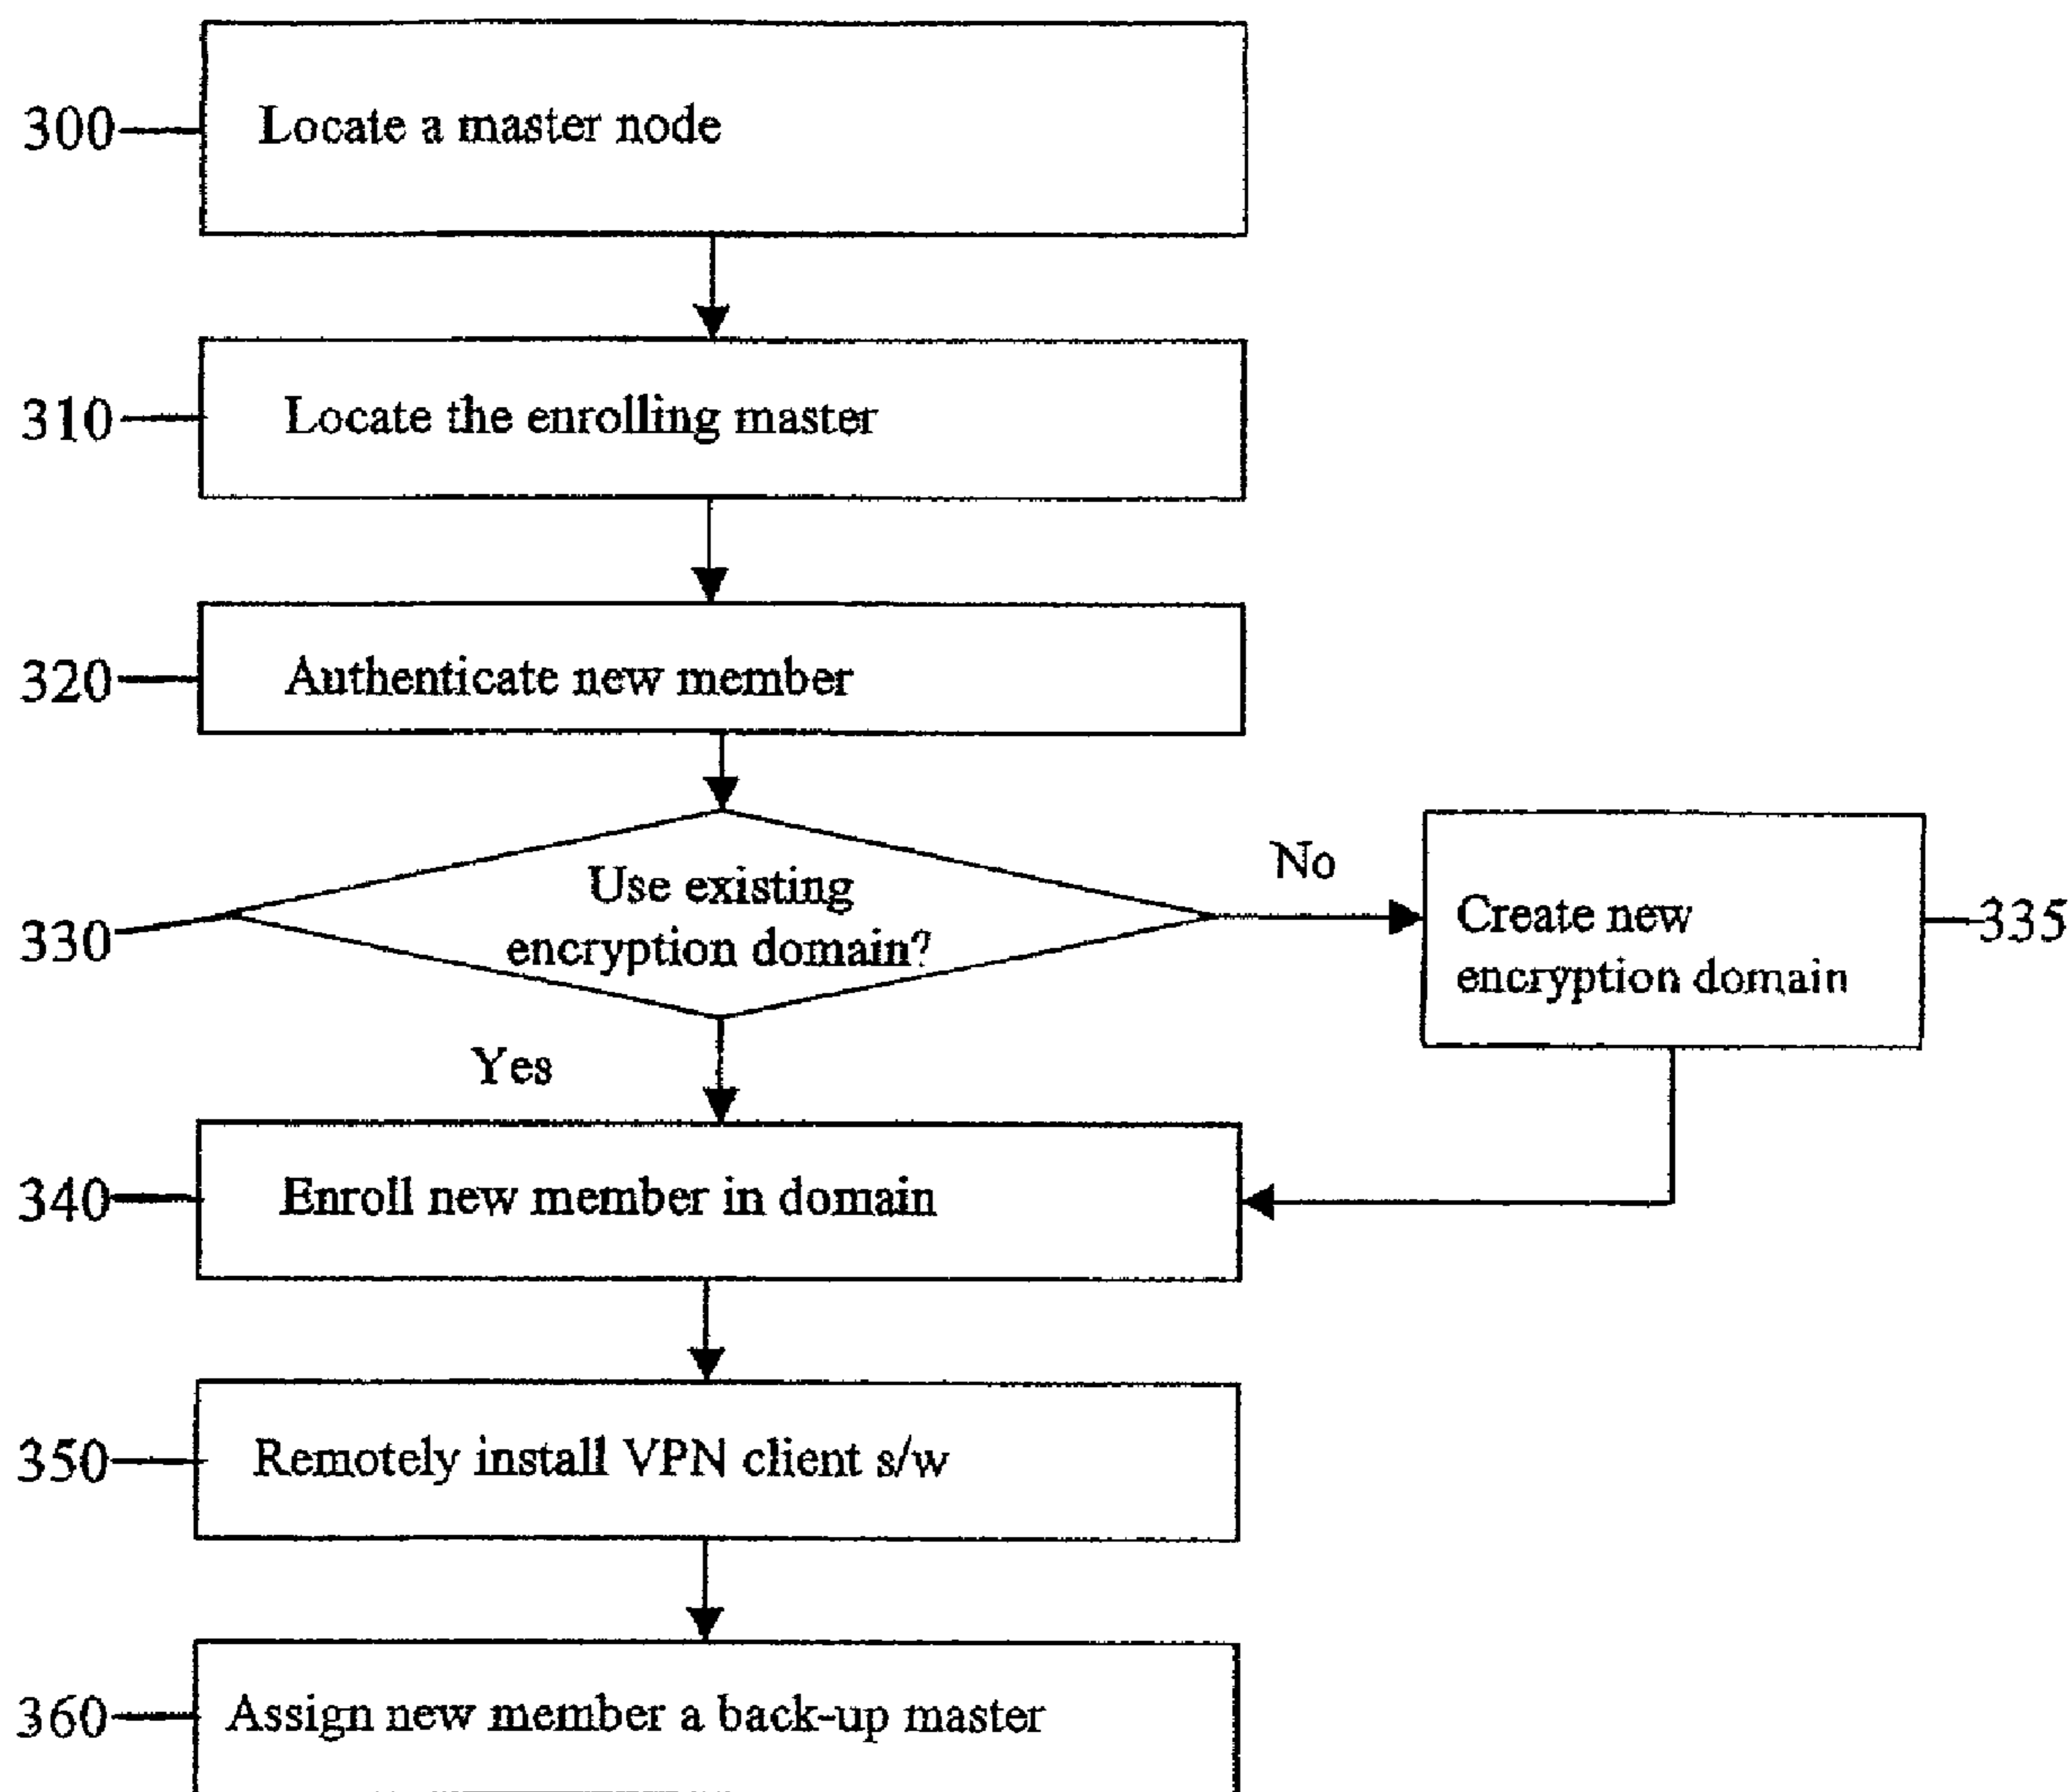 300
Locate a master node
310
Locate the enrolling master
320
Authenticate new member
330
Use existing
encryption domain?
No
Create new
encryption domain
335
Yes
340
Enroll new member in domain
350
Remotely install VPN client s/w
360
Assign new member a back-up master